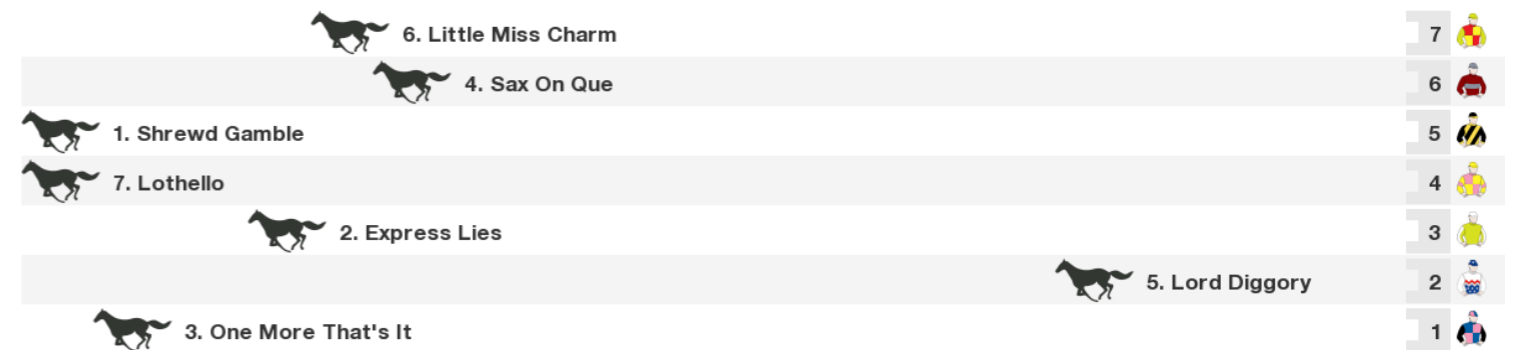 6. Little Miss Charm 7
4. Sax On Que 6
1. Shrewd Gamble 5
7. Lothello 4
2. Express Lies 3
5. Lord Diggory 2
3. One More That's It 1